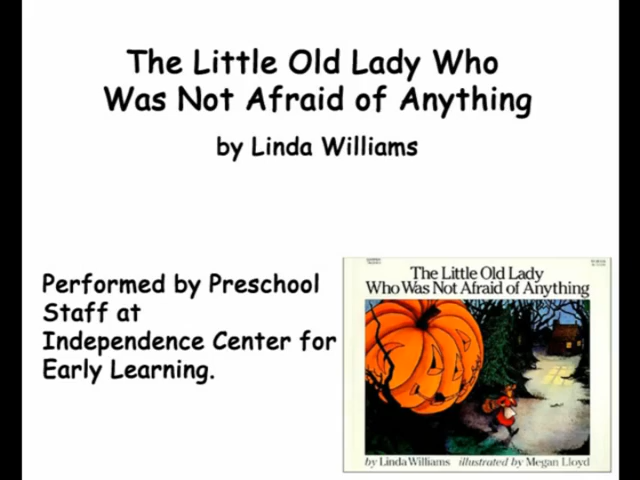 The Little Old Lady Who
Was Not Afraid of Anything
by Linda Williams
Performed by Preschool
Staff at
Independence Center for
Early Learning.
The Little Old Lady
Who Was Not Afraid of Anything
by Linda Williams illustrated by Megan Lloyd